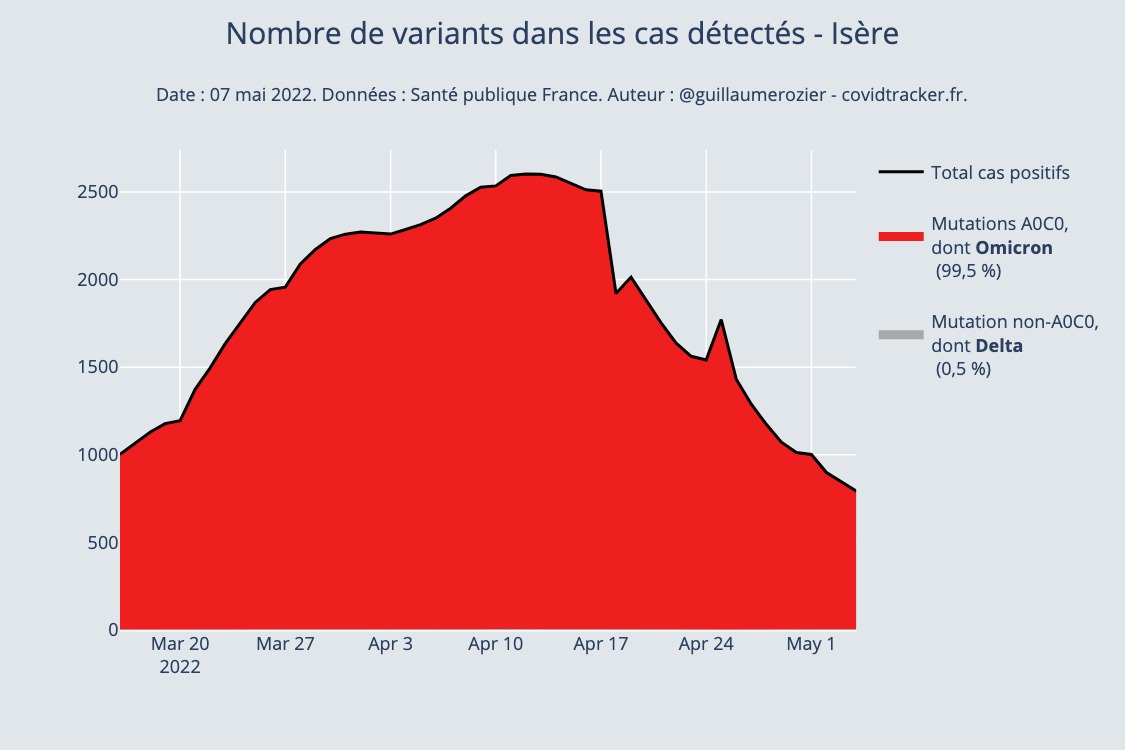 Nombre de variants dans les cas détectés - Isère
Date : 07 mai 2022. Données : Santé publique France. Auteur : @guillaumerozier - covidtracker.fr.
2500
2000
1500
1000
500
0
Mar 20
2022
Mar 27
Apr 3
Apr 10
Apr 17
Apr 24
May 1
Total cas positifs
Mutations A0C0,
dont Omicron
(99,5 %)
Mutation non-A0C0,
dont Delta
(0,5 %)